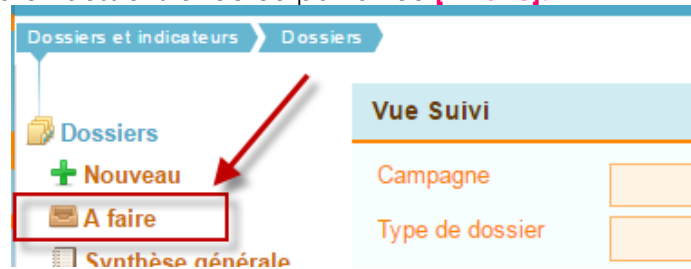 Dossiers et indicateurs Dossiers
Dossiers
Nouveau
A faire
Synthèse générale
Vue Suivi
Campagne
Type de dossier